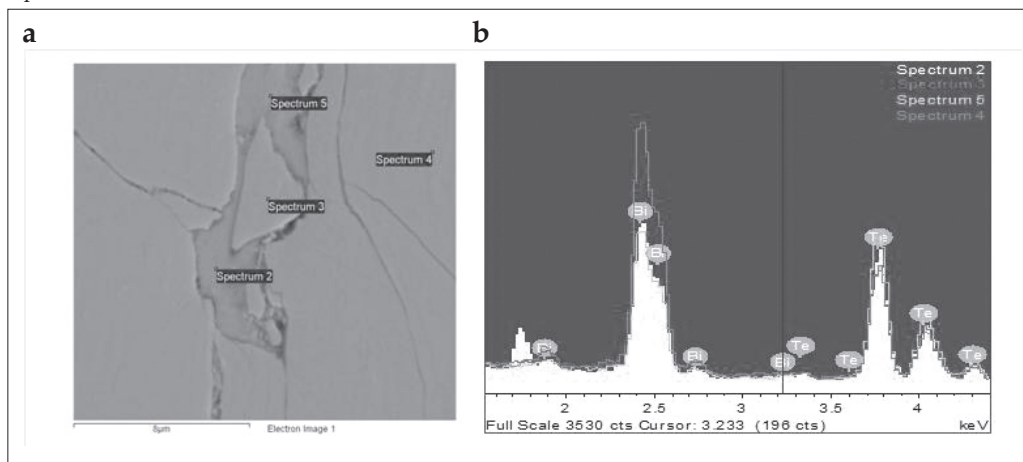 a
b
Spectrum 5
Spectrum 4
Spectrum 3
Spectrum 2
8µm
Electron Image 1
Spectrum 2
Spectrum 3
Spectrum 5
Spectrum 4
Bi
Te
Te
Bi
Bi
Te
Te
Te
2
2.5
3
3.5
4
Full Scale 3530 cts Cursor: 3.233 (196 cts)
keV